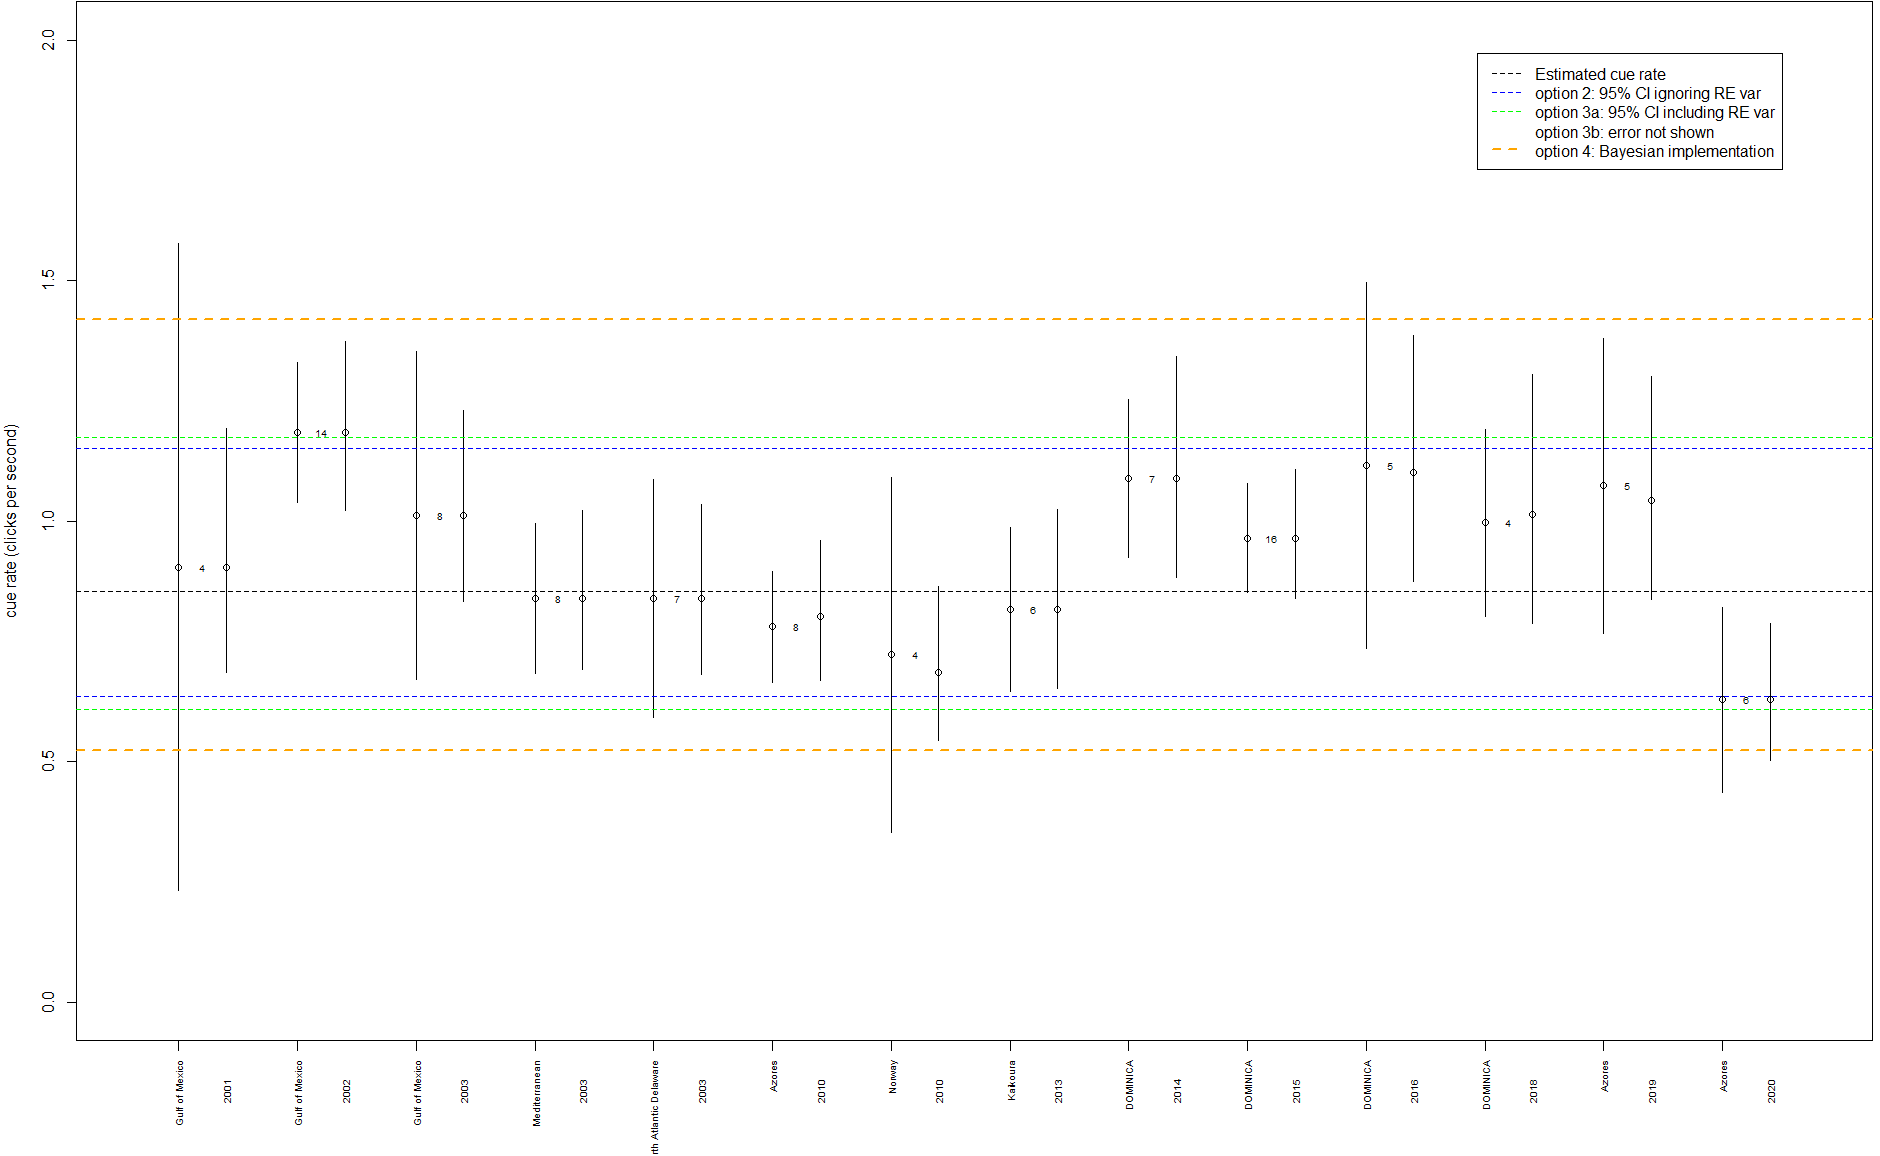 2.0
1.5
1.0
0.5
0.0
cue rate (clicks per second)
Estimated cue rate
option 2: 95% CI ignoring RE var
option 3a: 95% CI including RE var
option 3b: error not shown
option 4: Bayesian implementation
4
14
8
8
7
8
4
6
7
16
5
4
5
6
Gulf of Mexico
2001
Gulf of Mexico
2002
Gulf of Mexico
2003
Mediterranean
2003
rth Atlantic Delaware
2003
Azores
2010
Norway
2010
Kaikoura
2013
DOMINICA
2014
DOMINICA
2015
DOMINICA
2016
DOMINICA
2018
Azores
2019
Azores
2020